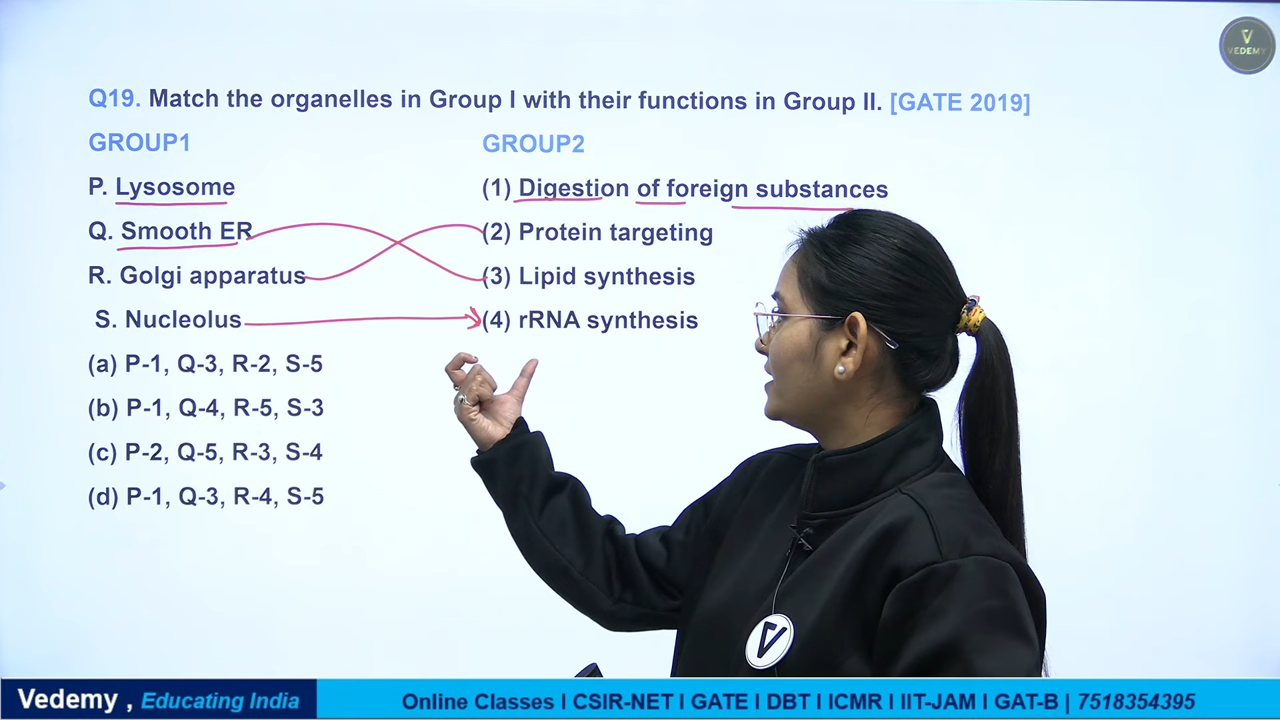 VEDEMY
Q19. Match the organelles in Group I with their functions in Group II. [GATE 2019]
GROUP1
GROUP2
P. Lysosome
(1) Digestion of foreign substances
Q. Smooth ER
(2) Protein targeting
R. Golgi apparatus
(3) Lipid synthesis
S. Nucleolus
(4) rRNA synthesis
(a) P-1, Q-3, R-2, S-5
(b) P-1, Q-4, R-5, S-3
(c) P-2, Q-5, R-3, S-4
(d) P-1, Q-3, R-4, S-5
Vedemy , Educating India
Online Classes I CSIR-NET I GATE I DBT I ICMR I IIT-JAM I GAT-B | 7518354395